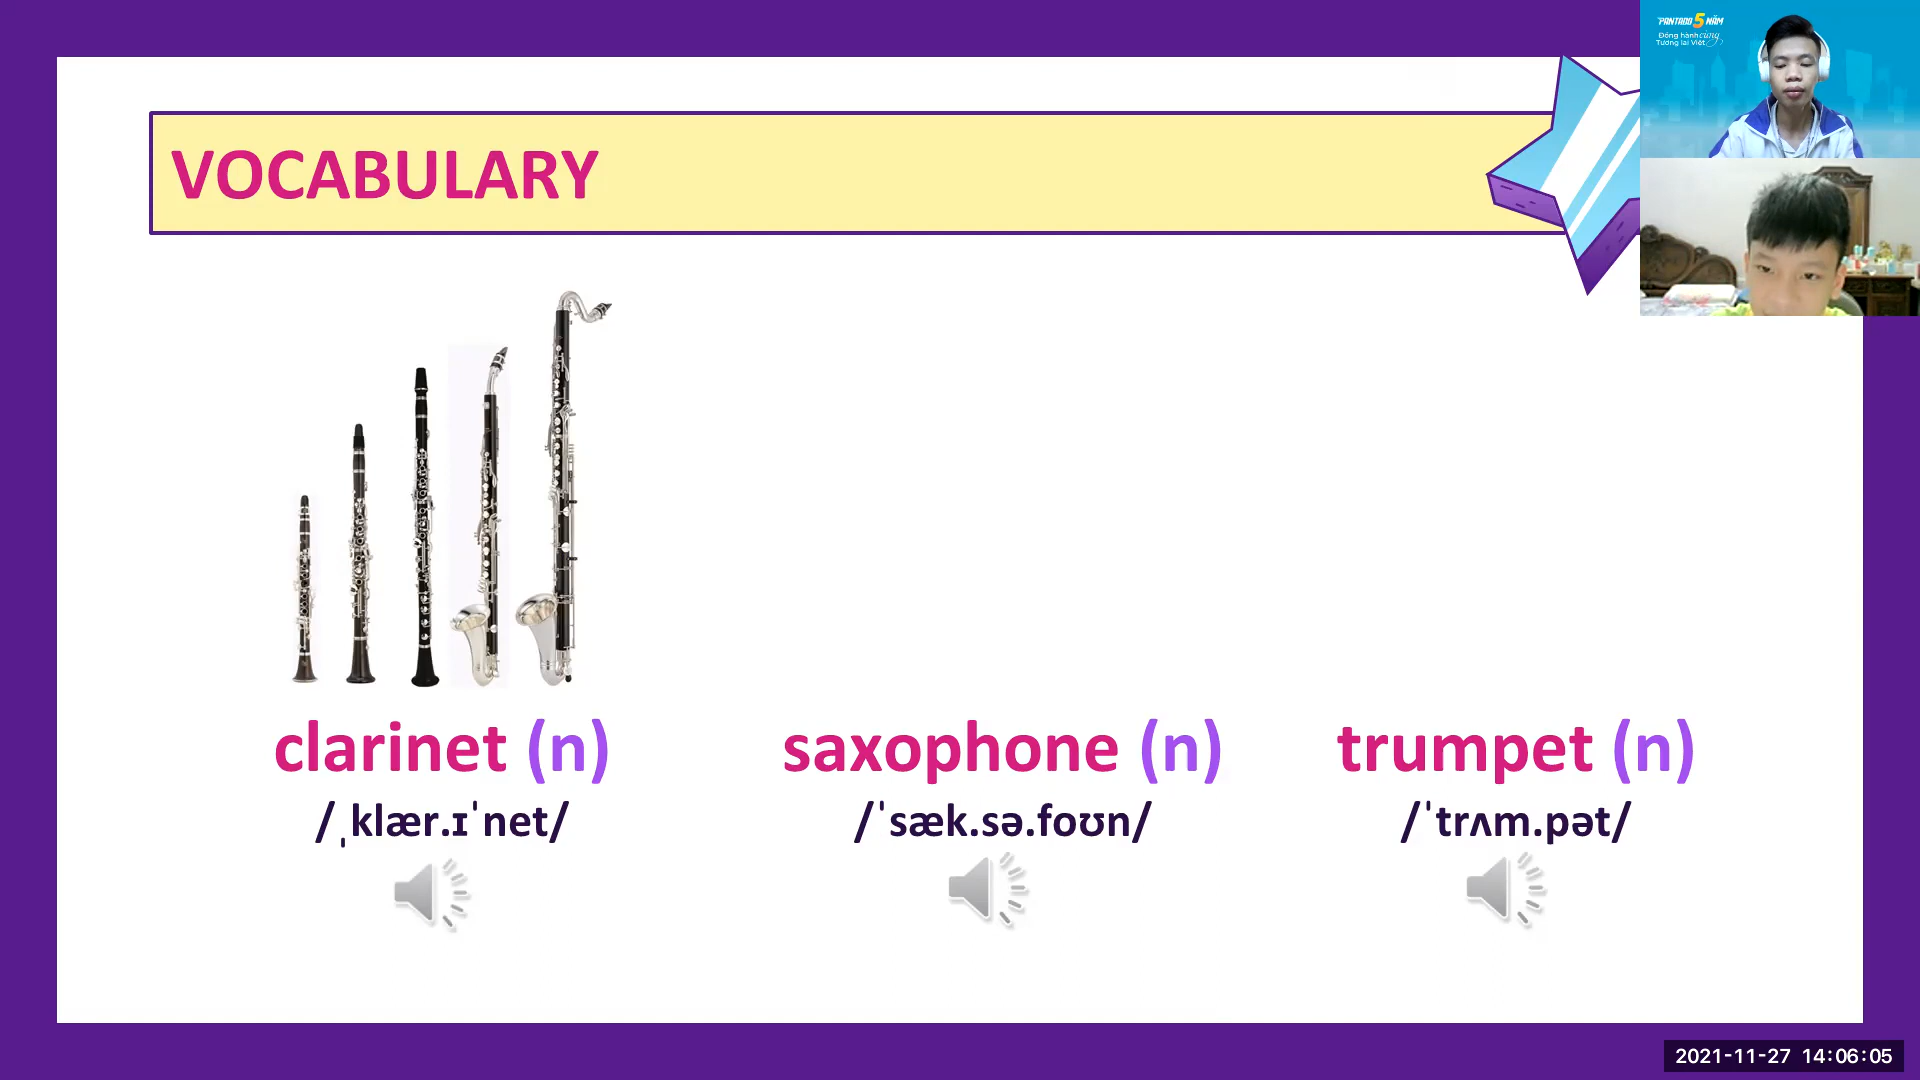 PANTADO 5 NĂM
Đồng hành cùng
Tương lai Việt
VOCABULARY
clarinet (n)
saxophone (n)
trumpet (n)
/ˌklær.ɪˈnet/
/ˈsæk.sə.foʊn/
/ˈtrʌm.pət/
2021-11-27 14:06:05